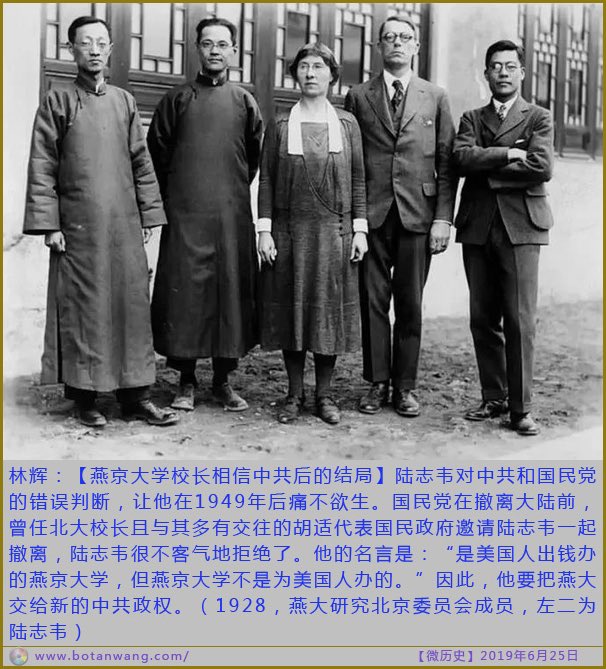 林辉：【燕京大学校长相信中共后的结局】陆志韦对中共和国民党
的错误判断，让他在1949年后痛不欲生。国民党在撤离大陆前，
曾任北大校长且与其多有交往的胡适代表国民政府邀请陆志韦一起
撤离，陆志韦很不客气地拒绝了。他的名言是：“是美国人出钱办
的燕京大学，但燕京大学不是为美国人办的。”因此，他要把燕大
交给新的中共政权。（1928，燕大研究北京委员会成员，左二为
陆志韦）
www.botanwang.com/
【微历史】2019年6月25日